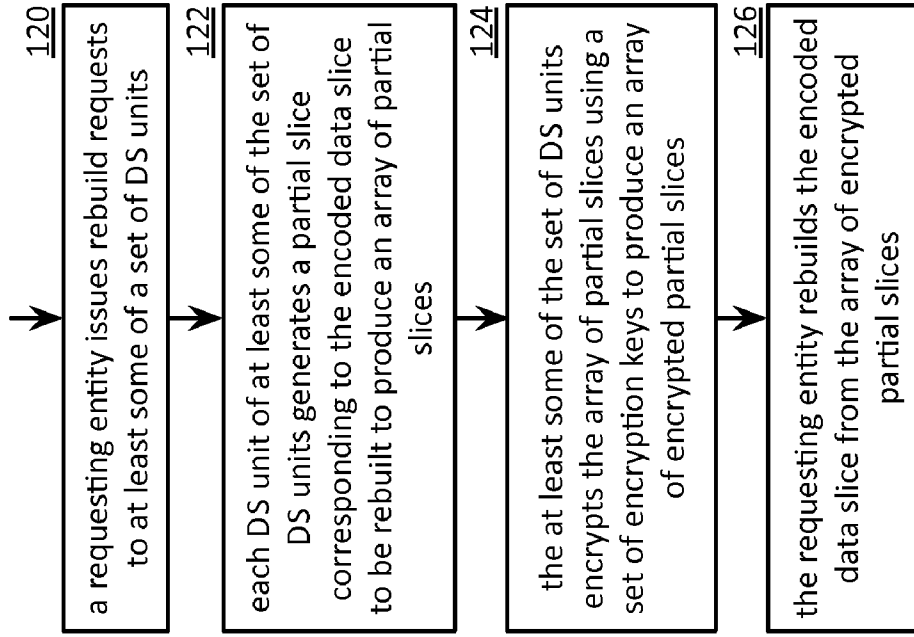 120
a requesting entity issues rebuild requests
to at least some of a set of DS units
122
each DS unit of at least some of the set of
DS units generates a partial slice
corresponding to the encoded data slice
to be rebuilt to produce an array of partial
slices
124
the at least some of the set of DS units
encrypts the array of partial slices using a
set of encryption keys to produce an array
of encrypted partial slices
126
the requesting entity rebuilds the encoded
data slice from the array of encrypted
partial slices